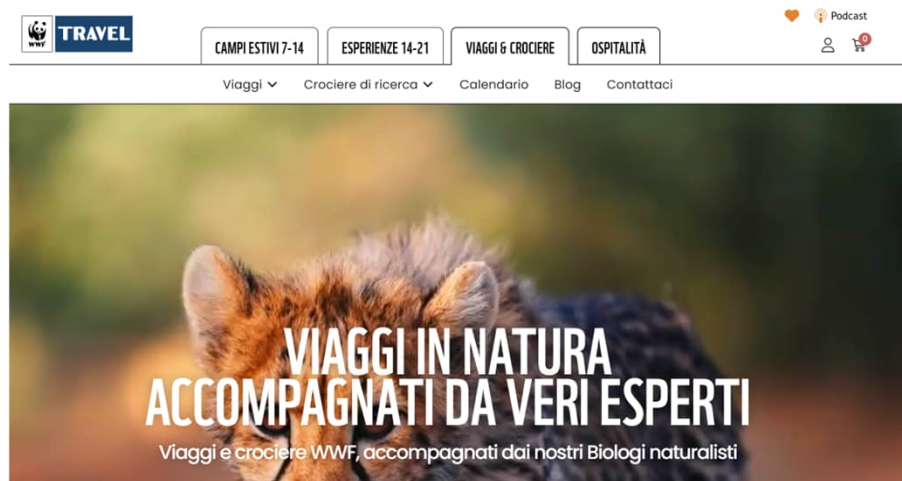 Podcast
WWF TRAVEL
CAMPI ESTIVI 7-14 ESPERIENZE 14-21 VIAGGI & CROCIERE OSPITALITÀ
0
Viaggi Crociere di ricerca Calendario Blog Contattaci
VIAGGI IN NATURA
ACCOMPAGNATI DA VERI ESPERTI
Viaggi e crociere WWF, accompagnati dai nostri Biologi naturalisti